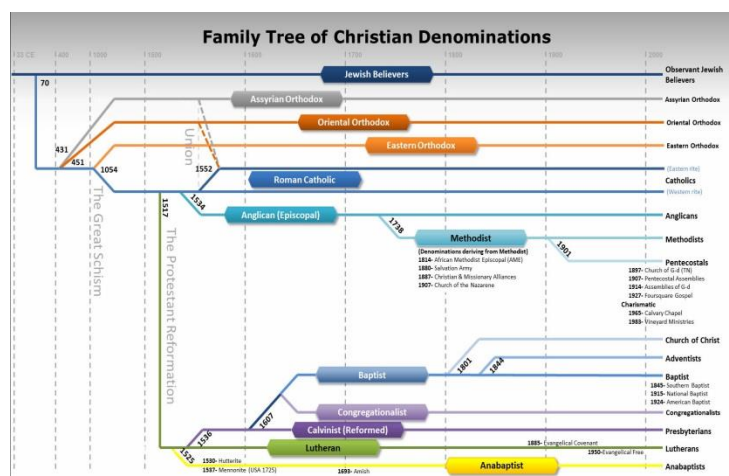 Family Tree of Christian Denominations
33 CE
400
1000
1500
1600
1700
1800
1900
2000
Jewish Believers
Observant Jewish
Believers
70
Assyrian Orthodox
Assyrian Orthodox
Oriental Orthodox
Oriental Orthodox
431
451
Union
Eastern Orthodox
Eastern Orthodox
1054
1552
(Eastern rite)
Roman Catholic
Catholics
(Western rite)
The Great Schism
1517
1534
Anglican (Episcopal)
Anglicans
The Protestant Reformation
1738
Methodist
Methodists
(Denominations deriving from Methodist)
1814- African Methodist Episcopal (AME)
1880- Salvation Army
1887- Christian & Missionary Alliances
1907- Church of the Nazarene
1901
Pentecostals
1897- Church of G-d (TN)
1907- Pentecostal Assemblies
1914- Assemblies of G-d
1927- Foursquare Gospel
Charismatic
1965- Calvary Chapel
1983- Vineyard Ministries
Church of Christ
1801
1844
Adventists
Baptist
Baptist
1845- Southern Baptist
1915- National Baptist
1924- American Baptist
1607
Congregationalist
Congregationalists
1536
Calvinist (Reformed)
Presbyterians
Lutheran
1885- Evangelical Covenant
1950-Evangelical Free
Lutherans
1525
1530- Hutterite
1537- Mennonite (USA 1725)
1693- Amish
Anabaptist
Anabaptists